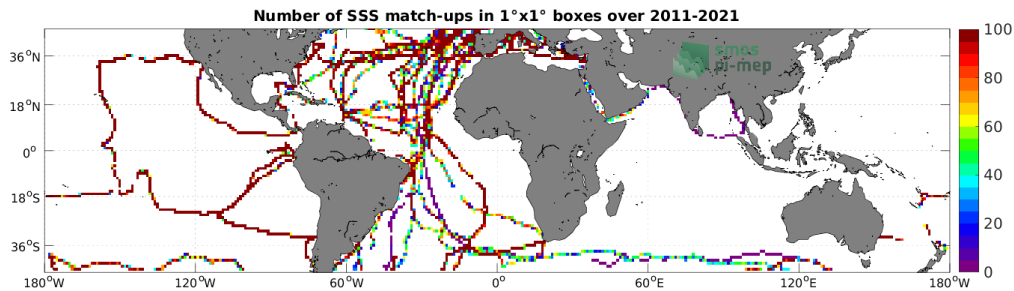 Number of SSS match-ups in 1°x1° boxes over 2011-2021
36°N
18°N
0°
18°S
36°S
180°W 120°W 60°W 0° 60°E 120°E 180°W
smos
pi-mep
100
80
60
40
20
0